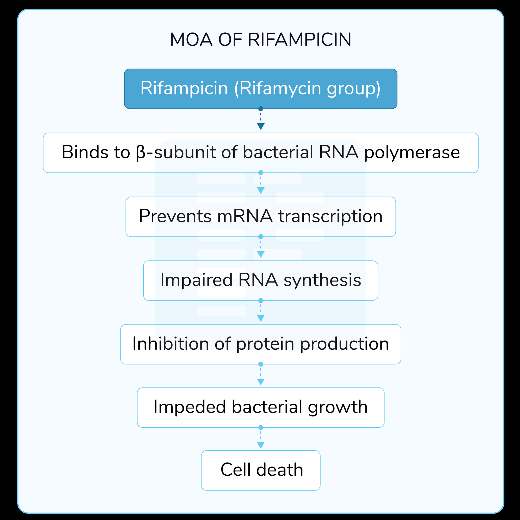 MOA OF RIFAMPICIN
Rifampicin (Rifamycin group)
Binds to β-subunit of bacterial RNA polymerase
Prevents mRNA transcription
Impaired RNA synthesis
Inhibition of protein production
Impeded bacterial growth
Cell death